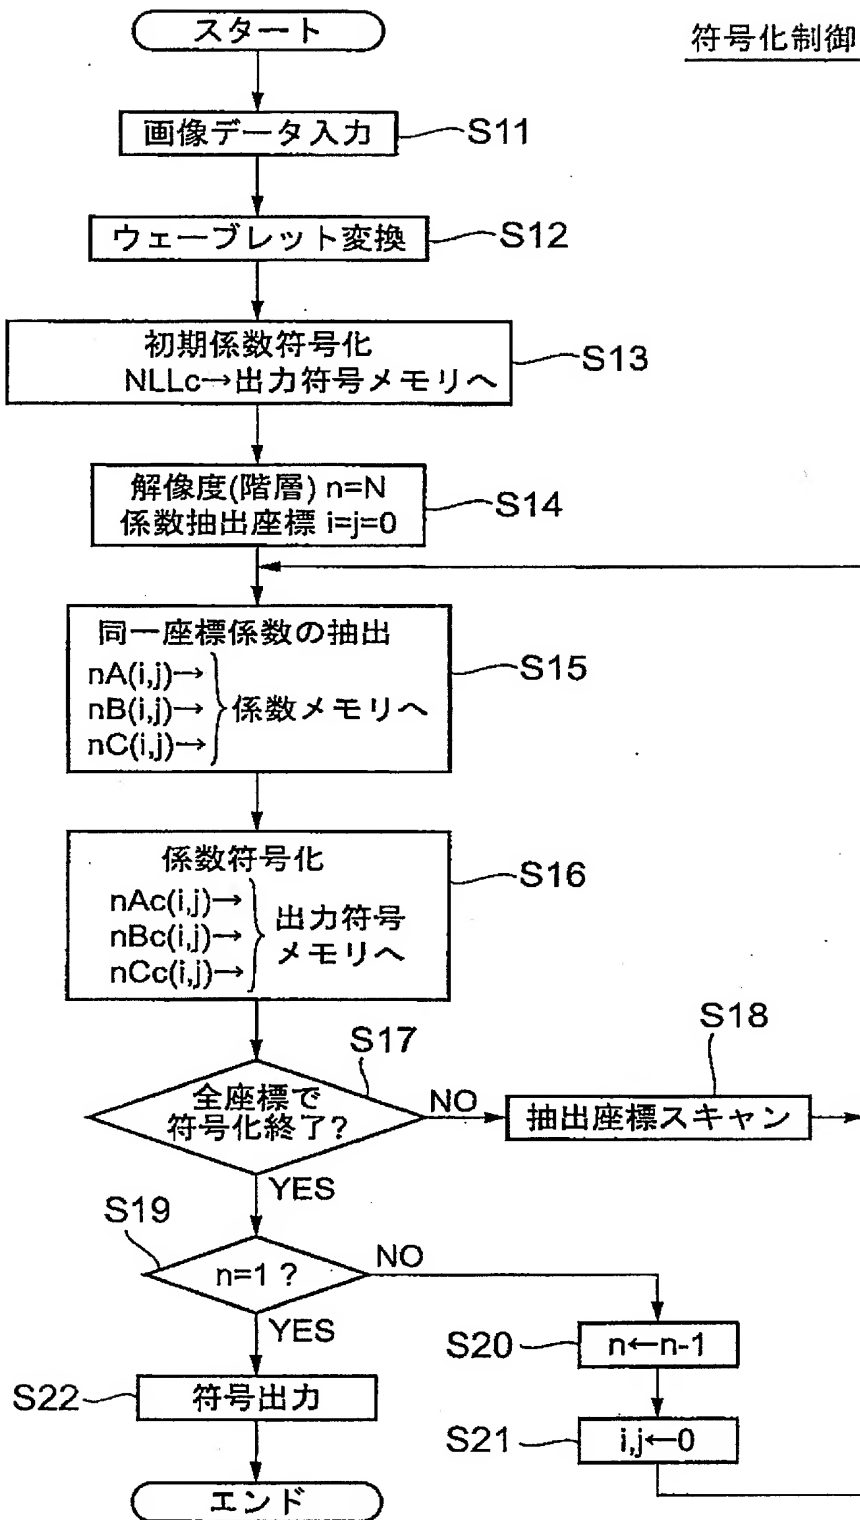 スタート
符号化制御
画像データ入力
S11
ウェーブレット変換
S12
初期係数符号化
NLLc→出力符号メモリへ
S13
解像度(階層) n=N
係数抽出座標 i=j=0
S14
同一座標係数の抽出
nA(i,j)→
nB(i,j)→
nC(i,j)→
係数メモリへ
S15
係数符号化
nAc(i,j)→
nBc(i,j)→
nCc(i,j)→
出力符号
メモリへ
S16
S17
全座標で
符号化終了?
NO
S18
抽出座標スキャン
YES
S19
n=1 ?
NO
YES
S20
n←n-1
S22
符号出力
S21
i,j←0
エンド